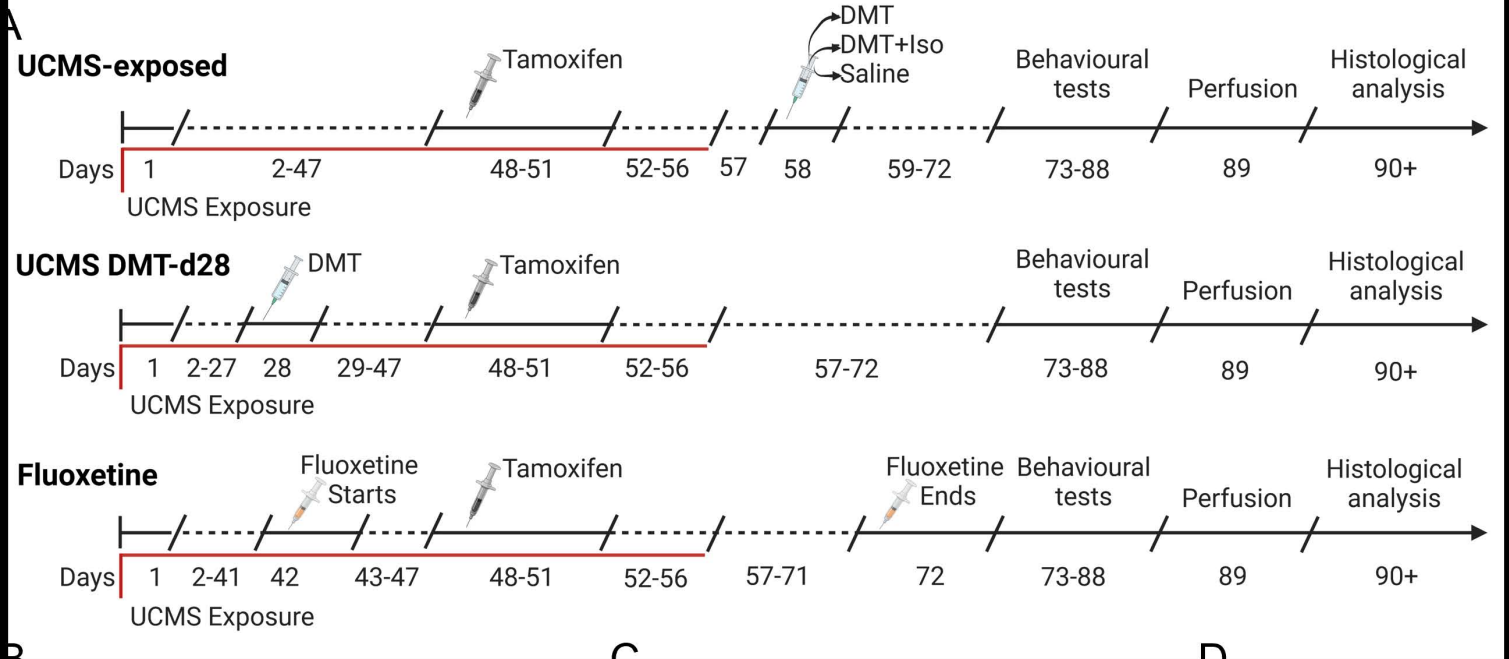 A
UCMS-exposed
Tamoxifen
DMT
DMT+Iso
Saline
Behavioural
tests
Perfusion
Histological
analysis
Days 1 2-47 48-51 52-56 57 58 59-72 73-88 89 90+
UCMS Exposure
UCMS DMT-d28
DMT
Tamoxifen
Behavioural
tests
Perfusion
Histological
analysis
Days 1 2-27 28 29-47 48-51 52-56 57-72 73-88 89 90+
UCMS Exposure
Fluoxetine
Fluoxetine
Starts
Tamoxifen
Fluoxetine
Ends
Behavioural
tests
Perfusion
Histological
analysis
Days 1 2-41 42 43-47 48-51 52-56 57-71 72 73-88 89 90+
UCMS Exposure